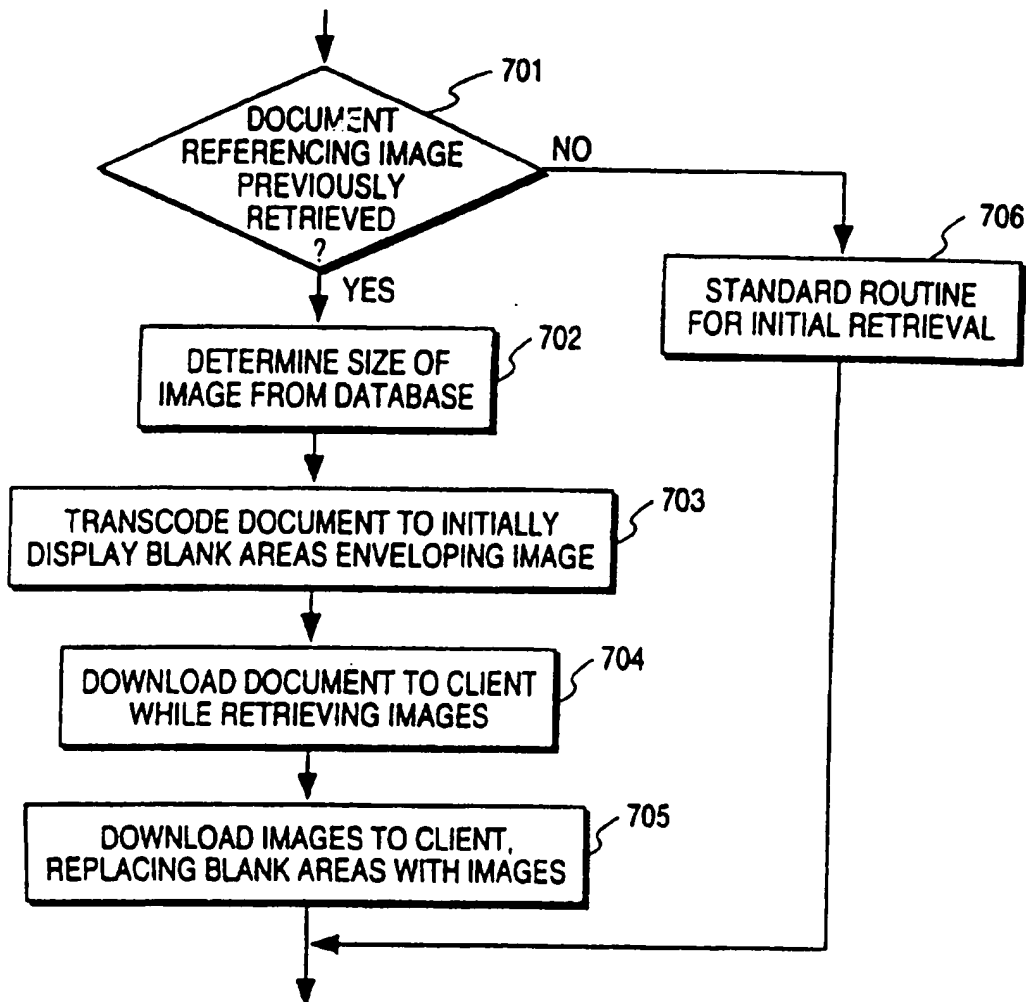 701
DOCUMENT
REFERENCING IMAGE
PREVIOUSLY
RETRIEVED
?
NO
YES
706
STANDARD ROUTINE
FOR INITIAL RETRIEVAL
702
DETERMINE SIZE OF
IMAGE FROM DATABASE
703
TRANSCODE DOCUMENT TO INITIALLY
DISPLAY BLANK AREAS ENVELOPING IMAGE
704
DOWNLOAD DOCUMENT TO CLIENT
WHILE RETRIEVING IMAGES
705
DOWNLOAD IMAGES TO CLIENT,
REPLACING BLANK AREAS WITH IMAGES